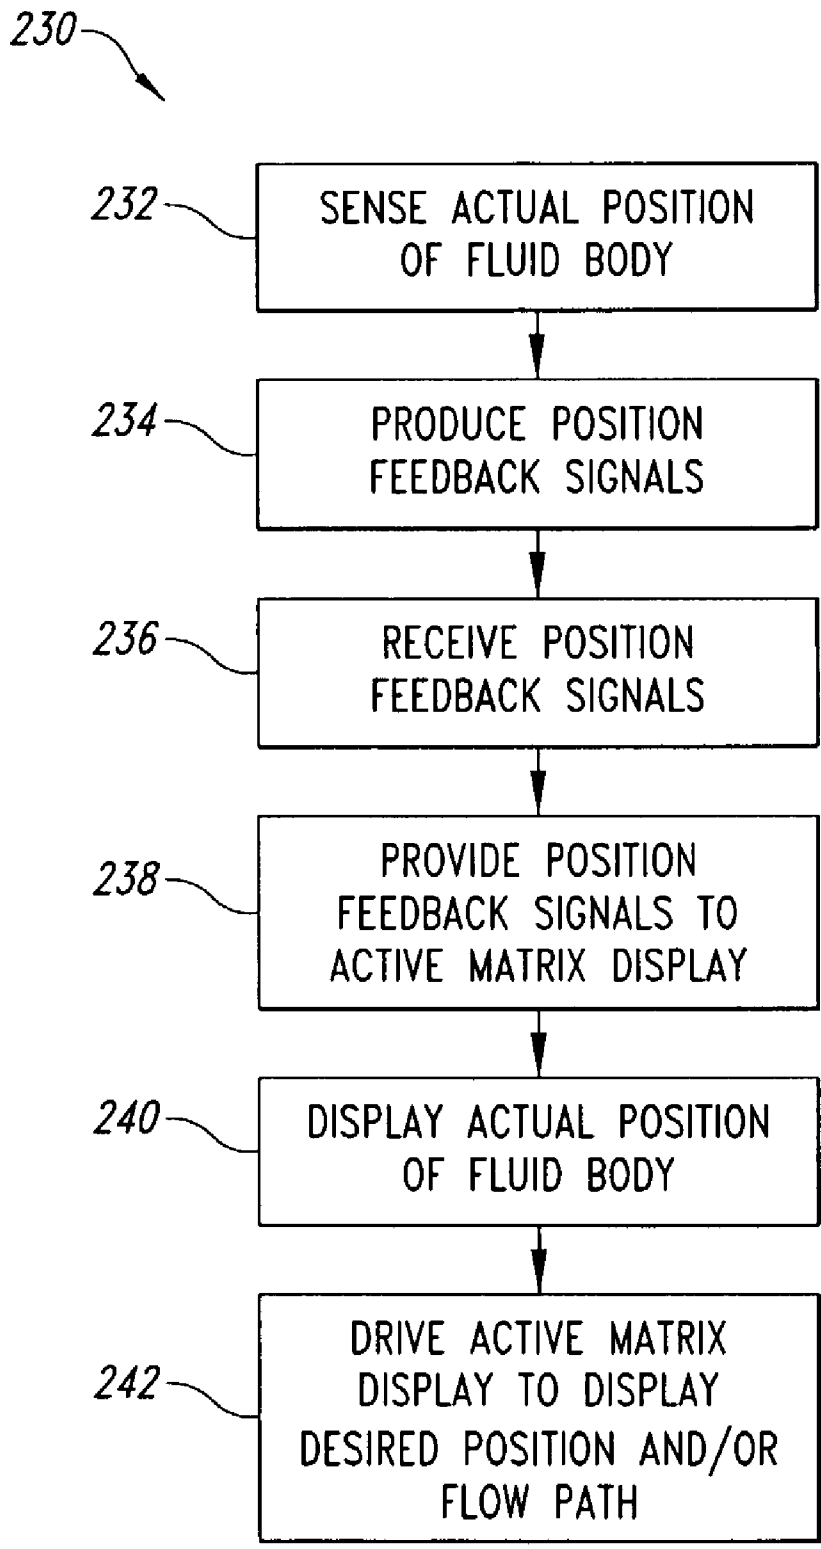 230
232
SENSE ACTUAL POSITION
OF FLUID BODY
234
PRODUCE POSITION
FEEDBACK SIGNALS
236
RECEIVE POSITION
FEEDBACK SIGNALS
238
PROVIDE POSITION
FEEDBACK SIGNALS TO
ACTIVE MATRIX DISPLAY
240
DISPLAY ACTUAL POSITION
OF FLUID BODY
242
DRIVE ACTIVE MATRIX
DISPLAY TO DISPLAY
DESIRED POSITION AND/OR
FLOW PATH